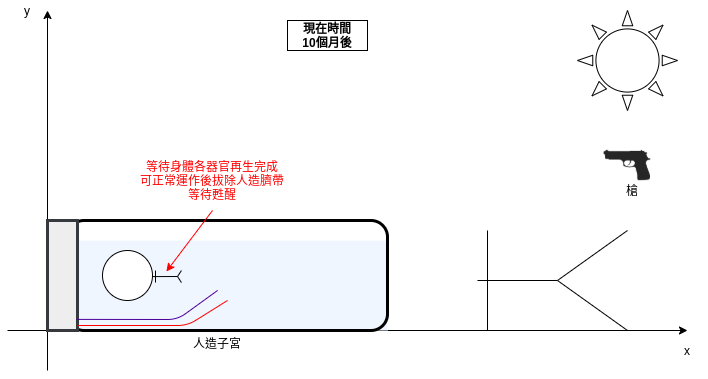 y
現在時間
10個月後
等待身體各器官再生完成
可正常運作後拔除人造臍帶
等待甦醒
槍
人造子宮
x